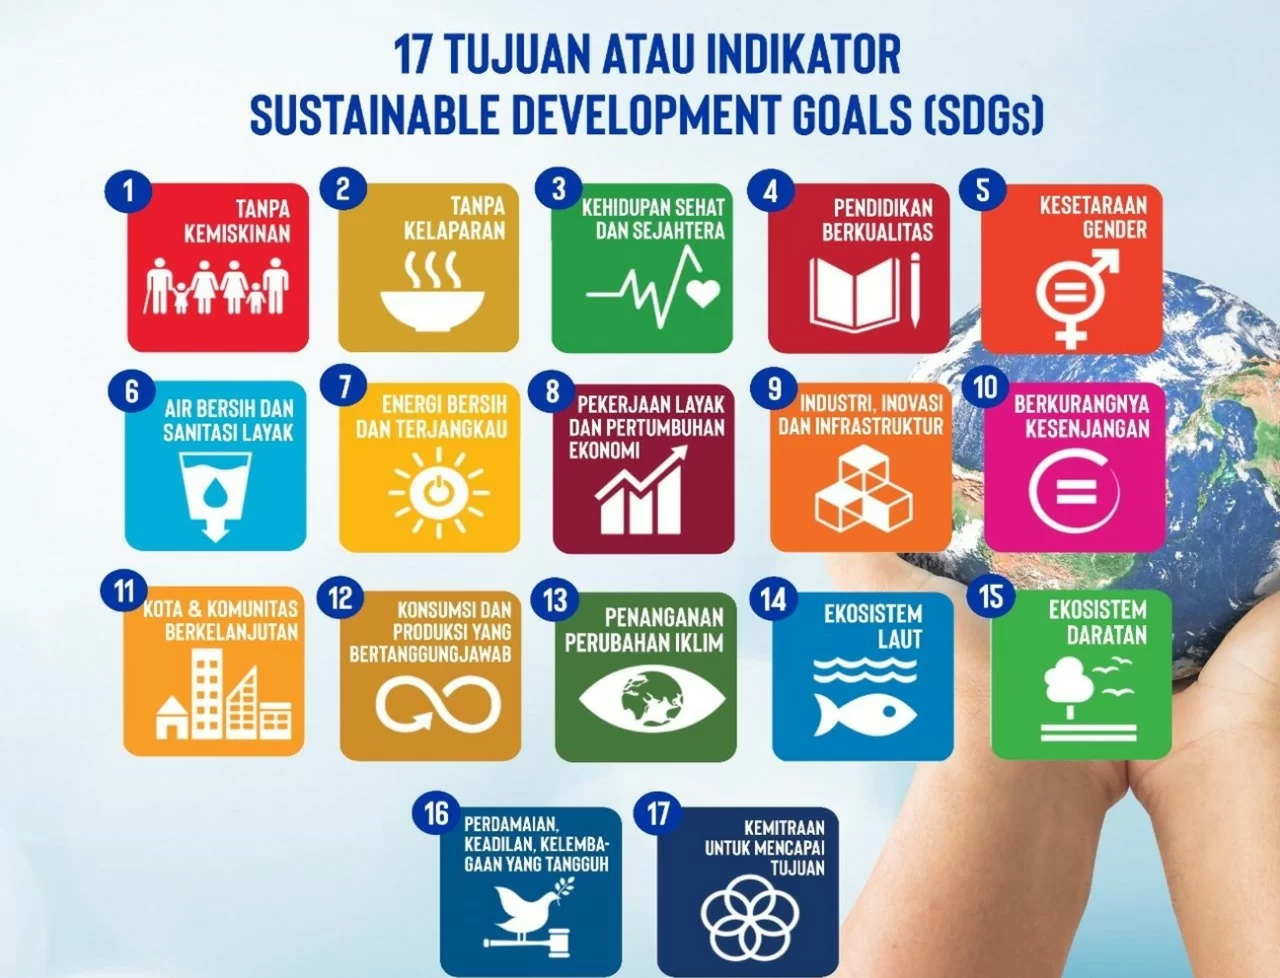 17 TUJUAN ATAU INDIKATOR
SUSTAINABLE DEVELOPMENT GOALS (SDGs)
1
TANPA
KEMISKINAN
2
TANPA
KELAPARAN
3
KEHIDUPAN SEHAT
DAN SEJAHTERA
4
PENDIDIKAN
BERKUALITAS
5
KESETARAAN
GENDER
6
AIR BERSIH DAN
SANITASI LAYAK
7
ENERGI BERSIH
DAN TERJANGKAU
8
PEKERJAAN LAYAK
DAN PERTUMBUHAN
EKONOMI
9
INDUSTRI, INOVASI
DAN INFRASTRUKTUR
10
BERKURANGNYA
KESENJANGAN
11
KOTA & KOMUNITAS
BERKELANJUTAN
12
KONSUMSI DAN
PRODUKSI YANG
BERTANGGUNGJAWAB
13
PENANGANAN
PERUBAHAN IKLIM
14
EKOSISTEM
LAUT
15
EKOSISTEM
DARATAN
16
PERDAMAIAN,
KEADILAN, KELEMBA-
GAAN YANG TANGGUH
17
KEMITRAAN
UNTUK MENCAPAI
TUJUAN